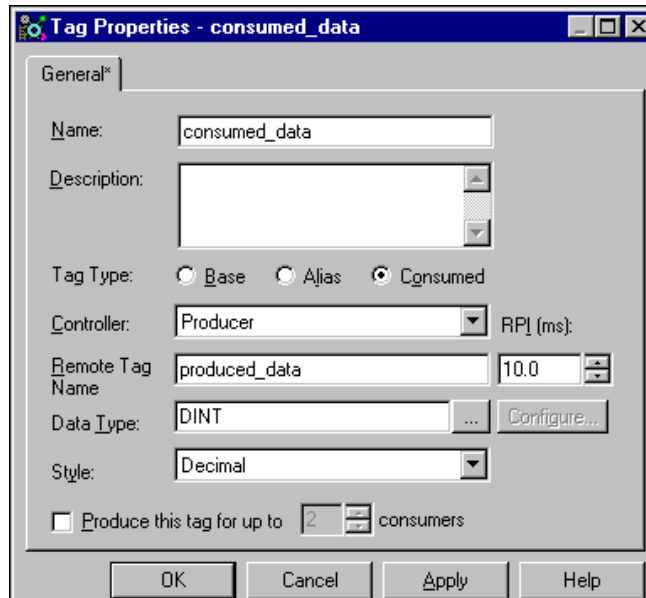 Tag Properties - consumed_data
General*
Name: consumed_data
Description:
Tag Type: Base Alias Consumed
Controller: Producer RPI (ms):
Remote Tag Name produced_data 10.0
Data Type: DINT ... Configure...
Style: Decimal
Produce this tag for up to 2 consumers
OK Cancel Apply Help